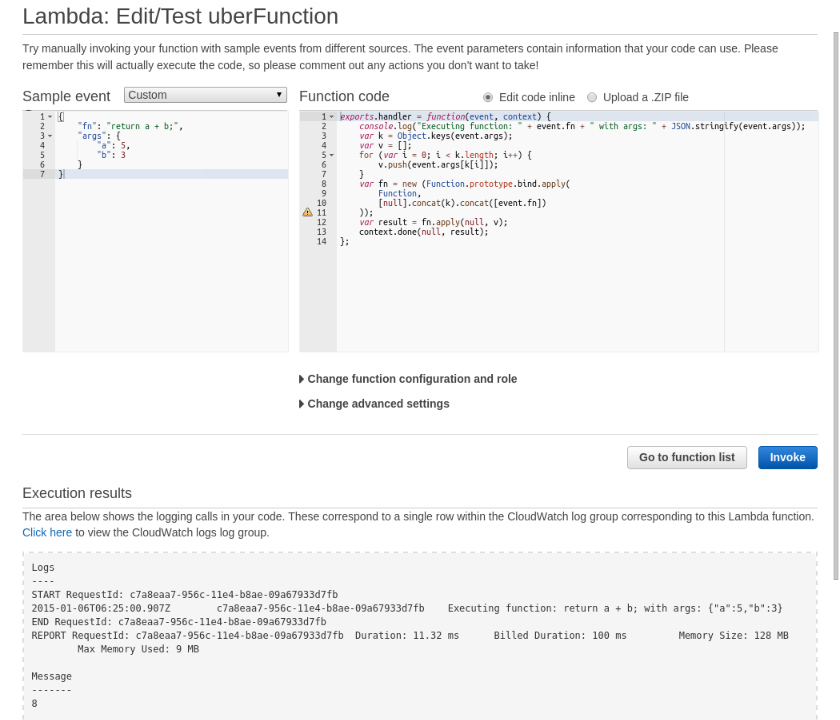 Lambda: Edit/Test uberFunction
Try manually invoking your function with sample events from different sources. The event parameters contain information that your code can use. Please
remember this will actually execute the code, so please comment out any actions you don't want to take!
Sample event Custom
Function code Edit code inline Upload a .ZIP file
1 {
2 "fn": "return a + b;",
3 "args": {
4 "a": 5,
5 "b": 3
6 }
7 }
1 exports.handler = function(event, context) {
2 console.log("Executing function: " + event.fn + " with args: " + JSON.stringify(event.args));
3 var k = Object.keys(event.args);
4 var v = [];
5 for (var i = 0; i < k.length; i++) {
6 v.push(event.args[k[i]]);
7 }
8 var fn = new (Function.prototype.bind.apply(
9 Function,
10 [null].concat(k).concat([event.fn])
11 ));
12 var result = fn.apply(null, v);
13 context.done(null, result);
14 };
Change function configuration and role
Change advanced settings
Go to function list Invoke
Execution results
The area below shows the logging calls in your code. These correspond to a single row within the CloudWatch log group corresponding to this Lambda function.
Click here to view the CloudWatch logs log group.
Logs
----
START RequestId: c7a8eaa7-956c-11e4-b8ae-09a67933d7fb
2015-01-06T06:25:00.907Z c7a8eaa7-956c-11e4-b8ae-09a67933d7fb Executing function: return a + b; with args: {"a":5,"b":3}
END RequestId: c7a8eaa7-956c-11e4-b8ae-09a67933d7fb
REPORT RequestId: c7a8eaa7-956c-11e4-b8ae-09a67933d7fb Duration: 11.32 ms Billed Duration: 100 ms Memory Size: 128 MB
Max Memory Used: 9 MB
Message
-------
8